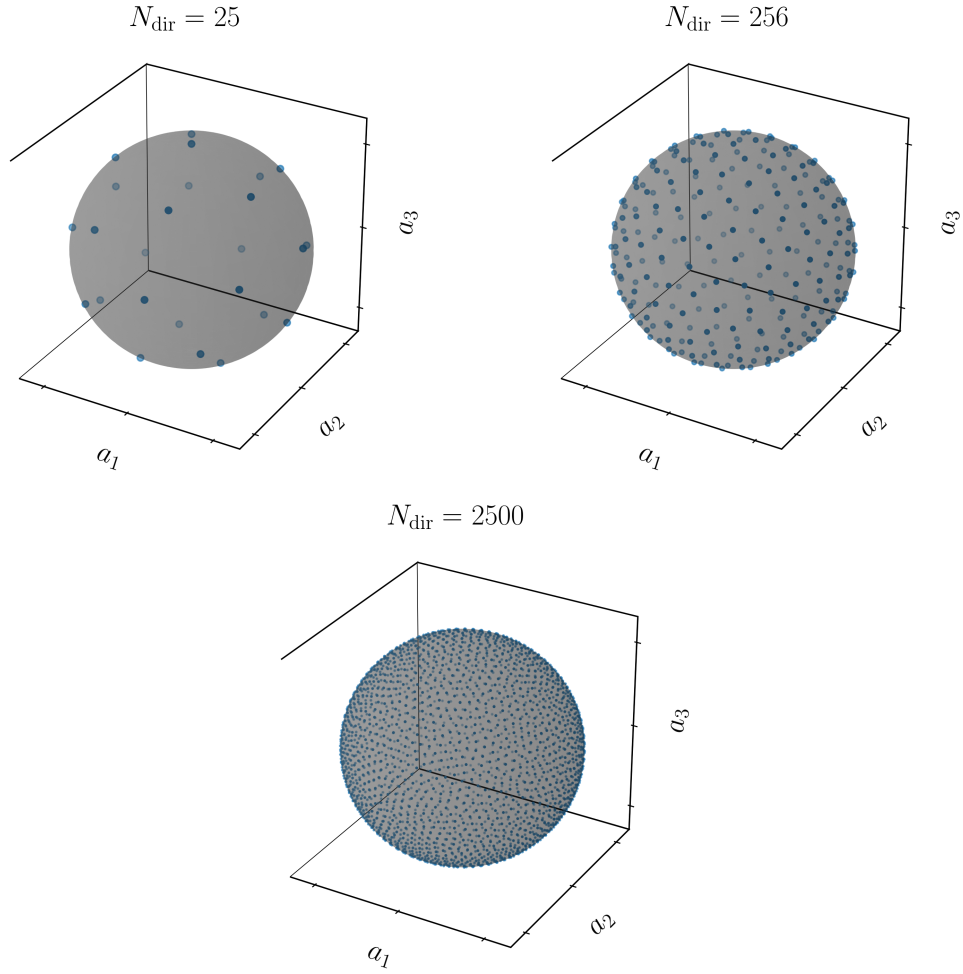 N_dir = 25
N_dir = 256
a_3
a_3
a_2
a_2
a_1
a_1
N_dir = 2500
a_3
a_2
a_1